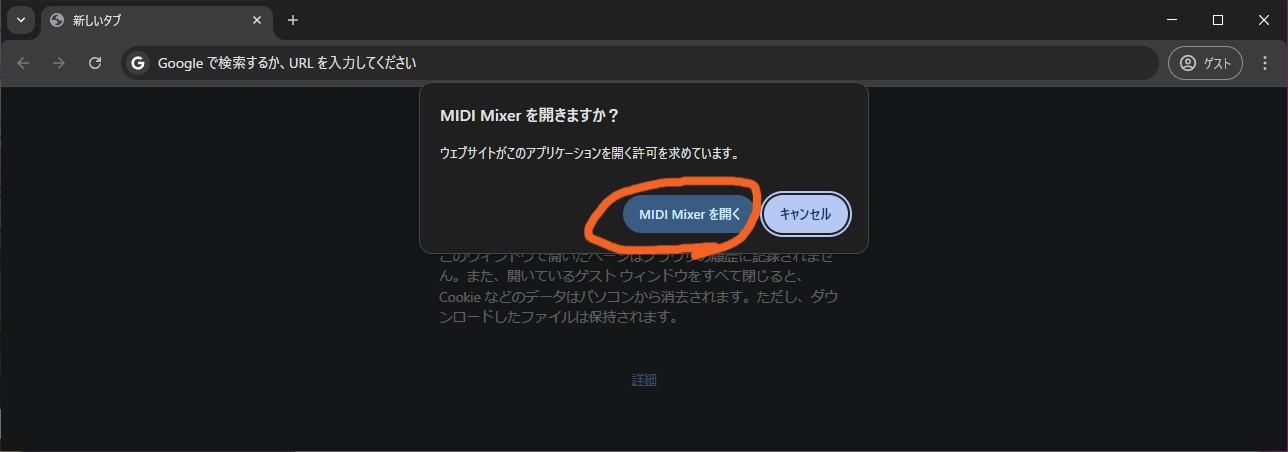 新しいタブ
Google で検索するか、URL を入力してください
ゲスト
MIDI Mixer を開きますか？
ウェブサイトがこのアプリケーションを開く許可を求めています。
MIDI Mixer を開く
キャンセル
このウィンドウで開いたページはブラウザの履歴に記録されませ
ん。また、開いているゲスト ウィンドウをすべて閉じると、
Cookie などのデータはパソコンから消去されます。ただし、ダウ
ンロードしたファイルは保持されます。
詳細